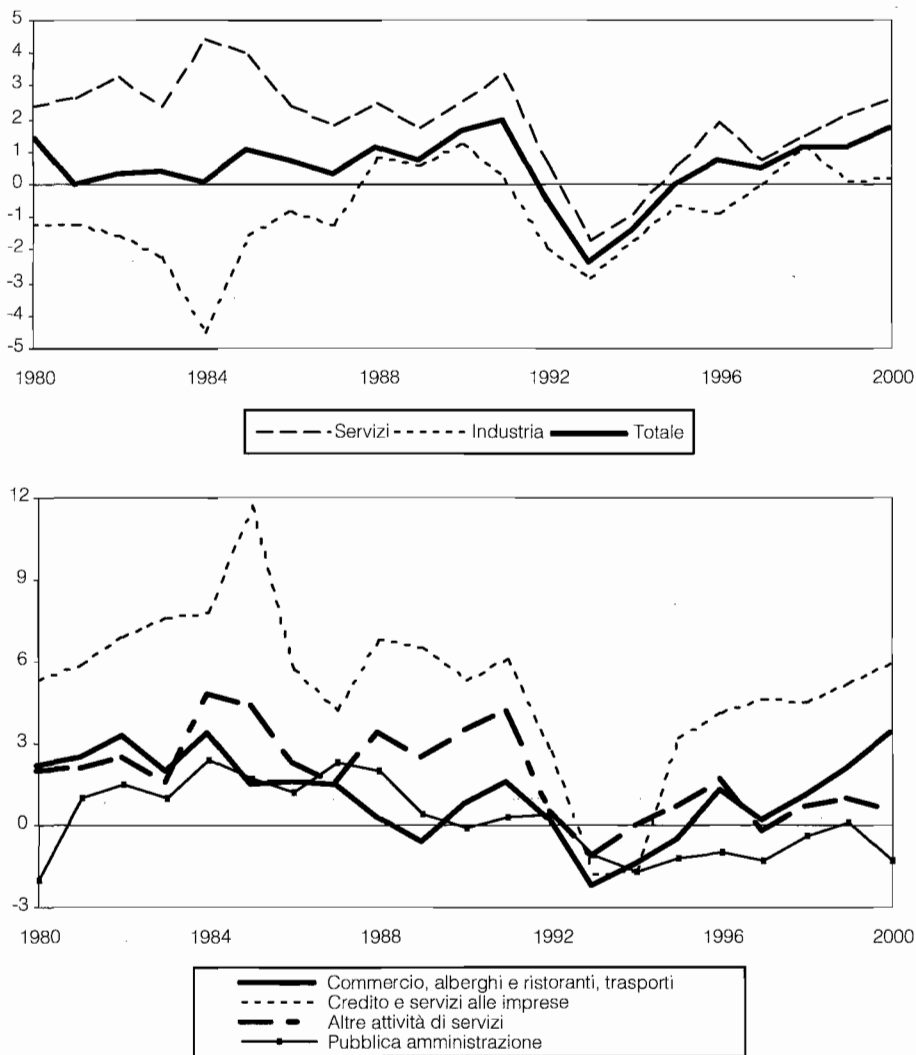 5
4
3
2
1
0
-1
-2
-3
-4
-5
1980 1984 1988 1992 1996 2000
Servizi Industria Totale
12
9
6
3
0
-3
1980 1984 1988 1992 1996 2000
Commercio, alberghi e ristoranti, trasporti
Credito e servizi alle imprese
Altre attività di servizi
Pubblica amministrazione